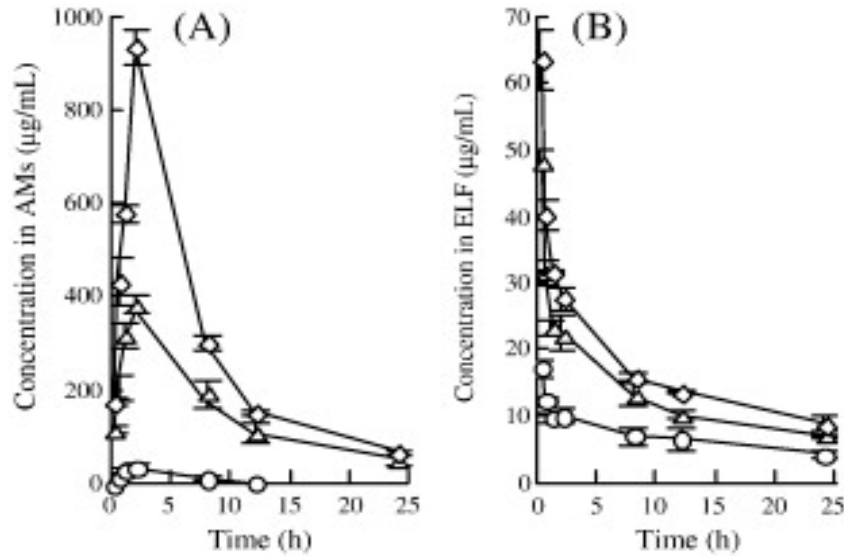 (A)
Concentration in AMs (μg/mL)
1000
800
600
400
200
0
0 5 10 15 20 25
Time (h)
(B)
Concentration in ELF (μg/mL)
70
60
50
40
30
20
10
0
0 5 10 15 20 25
Time (h)